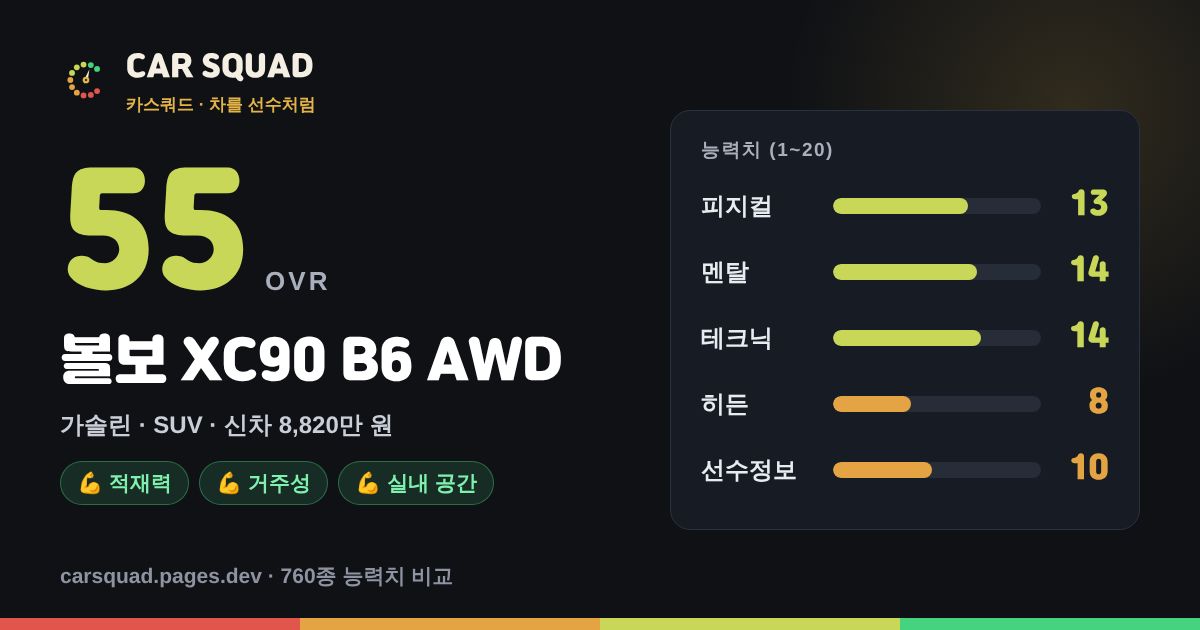 CAR SQUAD
카스쿼드 · 차를 선수처럼
55 OVR
볼보 XC90 B6 AWD
가솔린 · SUV · 신차 8,820만 원
💪 적재력 💪 거주성 💪 실내 공간
carsquad.pages.dev · 760종 능력치 비교
능력치 (1~20)
피지컬 13
멘탈 14
테크닉 14
히든 8
선수정보 10